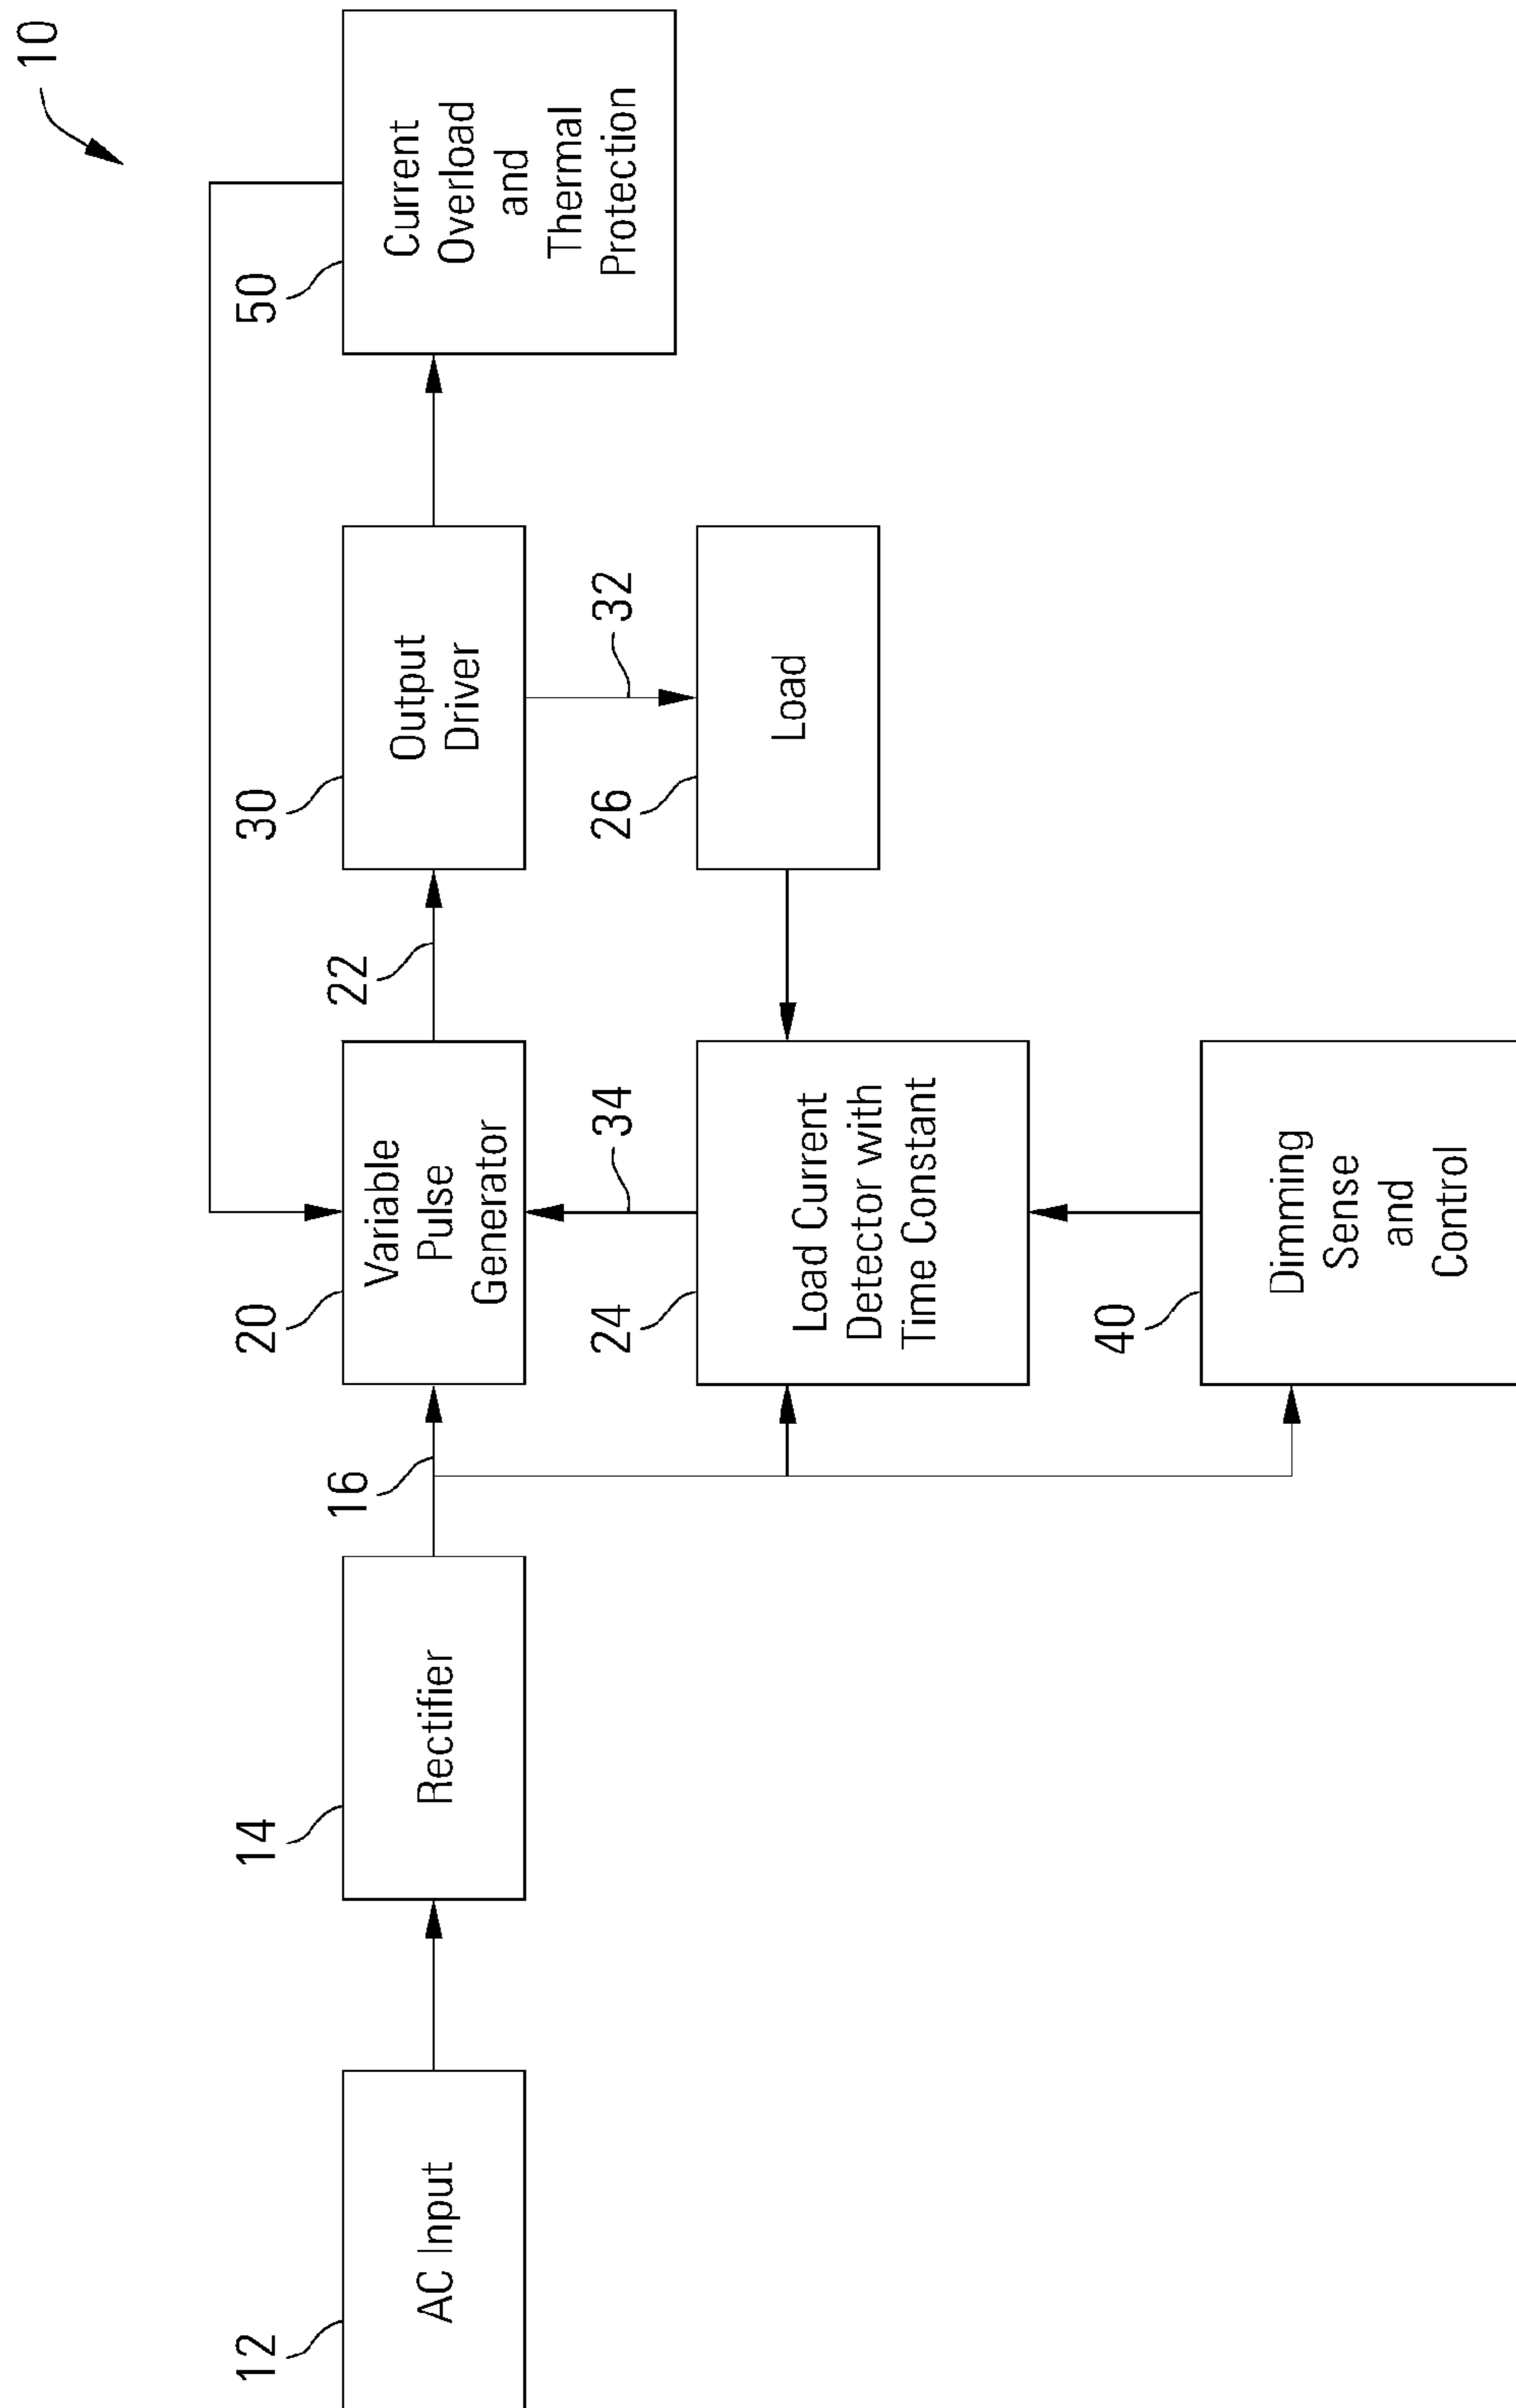 10
12
AC Input
14
Rectifier
16
20
Variable
Pulse
Generator
22
30
Output
Driver
50
Current
Overload
and
Thermal
Protection
34
32
24
Load Current
Detector with
Time Constant
26
Load
40
Dimming
Sense
and
Control